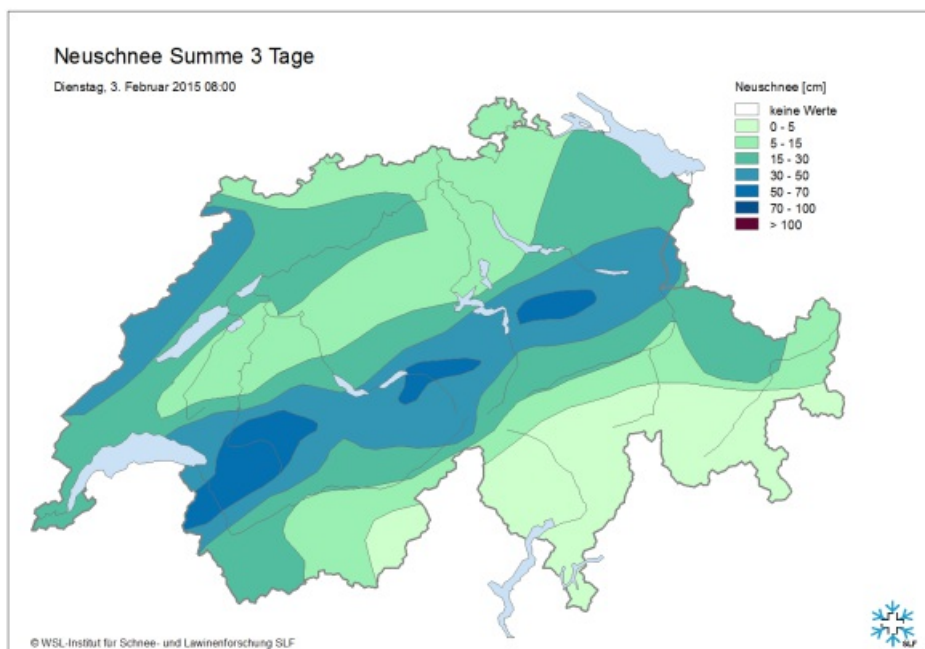 Neuschnee Summe 3 Tage
Dienstag, 3. Februar 2015 08:00
Neuschnee [cm]
keine Werte
0 - 5
5 - 15
15 - 30
30 - 50
50 - 70
70 - 100
> 100
© WSL-Institut für Schnee- und Lawinenforschung SLF
SLF